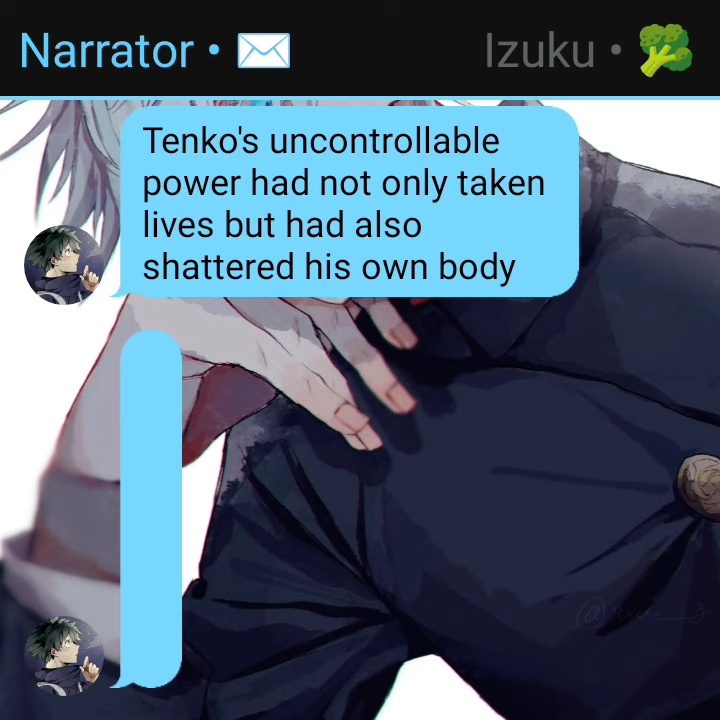 Narrator • ✉️
Izuku • 🥦
Tenko's uncontrollable
power had not only taken
lives but had also
shattered his own body